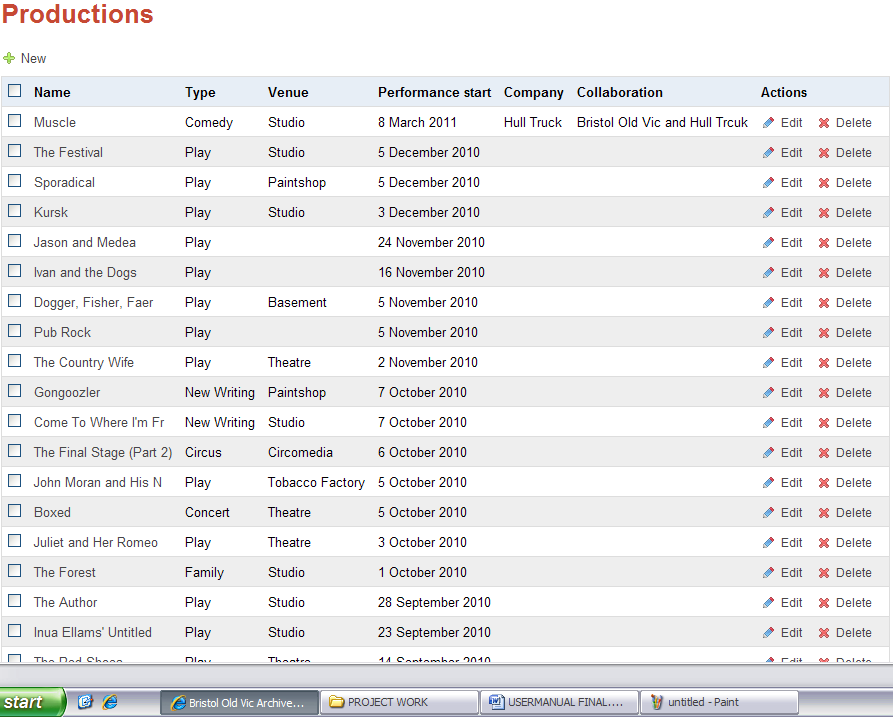 Productions
New
Name Type Venue Performance start Company Collaboration Actions
Muscle Comedy Studio 8 March 2011 Hull Truck Bristol Old Vic and Hull Trcuk Edit Delete
The Festival Play Studio 5 December 2010 Edit Delete
Sporadical Play Paintshop 5 December 2010 Edit Delete
Kursk Play Studio 3 December 2010 Edit Delete
Jason and Medea Play 24 November 2010 Edit Delete
Ivan and the Dogs Play 16 November 2010 Edit Delete
Dogger, Fisher, Faer Play Basement 5 November 2010 Edit Delete
Pub Rock Play 5 November 2010 Edit Delete
The Country Wife Play Theatre 2 November 2010 Edit Delete
Gongoozler New Writing Paintshop 7 October 2010 Edit Delete
Come To Where I'm Fr New Writing Studio 7 October 2010 Edit Delete
The Final Stage (Part 2) Circus Circomedia 6 October 2010 Edit Delete
John Moran and His N Play Tobacco Factory 5 October 2010 Edit Delete
Boxed Concert Theatre 5 October 2010 Edit Delete
Juliet and Her Romeo Play Theatre 3 October 2010 Edit Delete
The Forest Family Studio 1 October 2010 Edit Delete
The Author Play Studio 28 September 2010 Edit Delete
Inua Ellams' Untitled Play Studio 23 September 2010 Edit Delete
The Red Shoes Play Theatre 14 September 2010 Edit Delete
start Bristol Old Vic Archive... PROJECT WORK USERMANUAL FINAL.... untitled - Paint